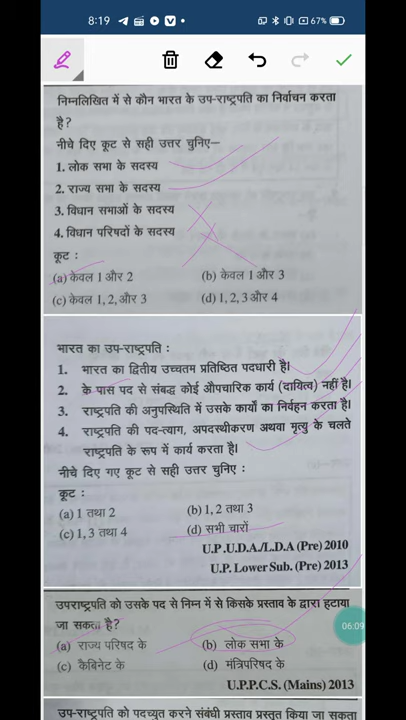 8:19
67%
निम्नलिखित में से कौन भारत के उप-राष्ट्रपति का निर्वाचन करता
है?
नीचे दिए कूट से सही उत्तर चुनिए–
1. लोक सभा के सदस्य
2. राज्य सभा के सदस्य
3. विधान सभाओं के सदस्य
4. विधान परिषदों के सदस्य
कूट :
(a) केवल 1 और 2 (b) केवल 1 और 3
(c) केवल 1, 2, और 3 (d) 1, 2, 3 और 4
भारत का उप-राष्ट्रपति :
1. भारत का द्वितीय उच्चतम प्रतिष्ठित पदधारी है।
2. के पास पद से संबद्ध कोई औपचारिक कार्य (दायित्व) नहीं है।
3. राष्ट्रपति की अनुपस्थिति में उसके कार्यों का निर्वहन करता है।
4. राष्ट्रपति की पद-त्याग, अपदस्थीकरण अथवा मृत्यु के चलते
राष्ट्रपति के रूप में कार्य करता है।
नीचे दिए गए कूट से सही उत्तर चुनिए :
कूट :
(a) 1 तथा 2 (b) 1, 2 तथा 3
(c) 1, 3 तथा 4 (d) सभी चारों
U.P.U.D.A./L.D.A (Pre) 2010
U.P. Lower Sub. (Pre) 2013
उपराष्ट्रपति को उसके पद से निम्न में से किसके प्रस्ताव के द्वारा हटाया
जा सकता है?
06:09
(a) राज्य परिषद के (b) लोक सभा के
(c) कैबिनेट के (d) मंत्रिपरिषद के
U.P.P.C.S. (Mains) 2013
उप-राष्ट्रपति को पदच्युत करने संबंधी प्रस्ताव प्रस्तुत किया जा सकता